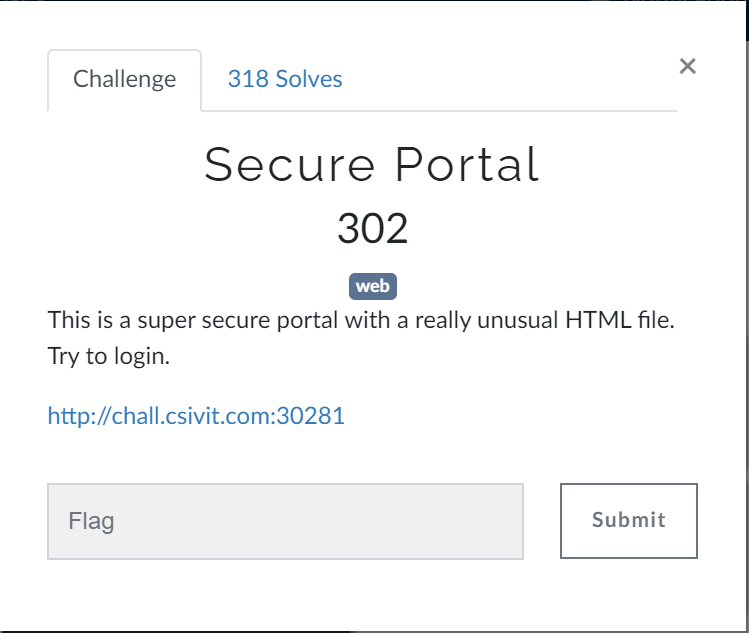 Challenge
318 Solves
×
Secure Portal
302
web
This is a super secure portal with a really unusual HTML file.
Try to login.
http://chall.csivit.com:30281
Flag
Submit